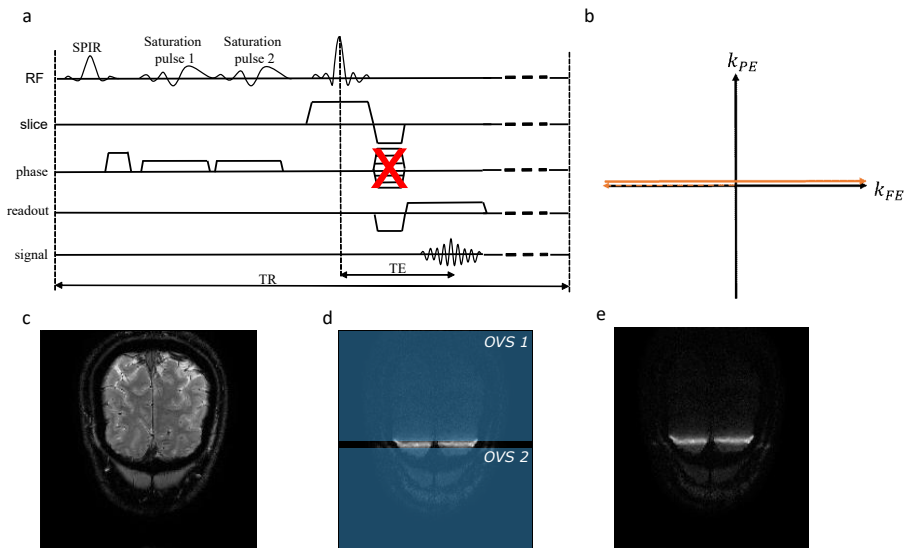 a
SPIR
Saturation pulse 1
Saturation pulse 2
RF
slice
phase
readout
signal
TE
TR
b
k_PE
k_FE
c
d
OVS 1
OVS 2
e